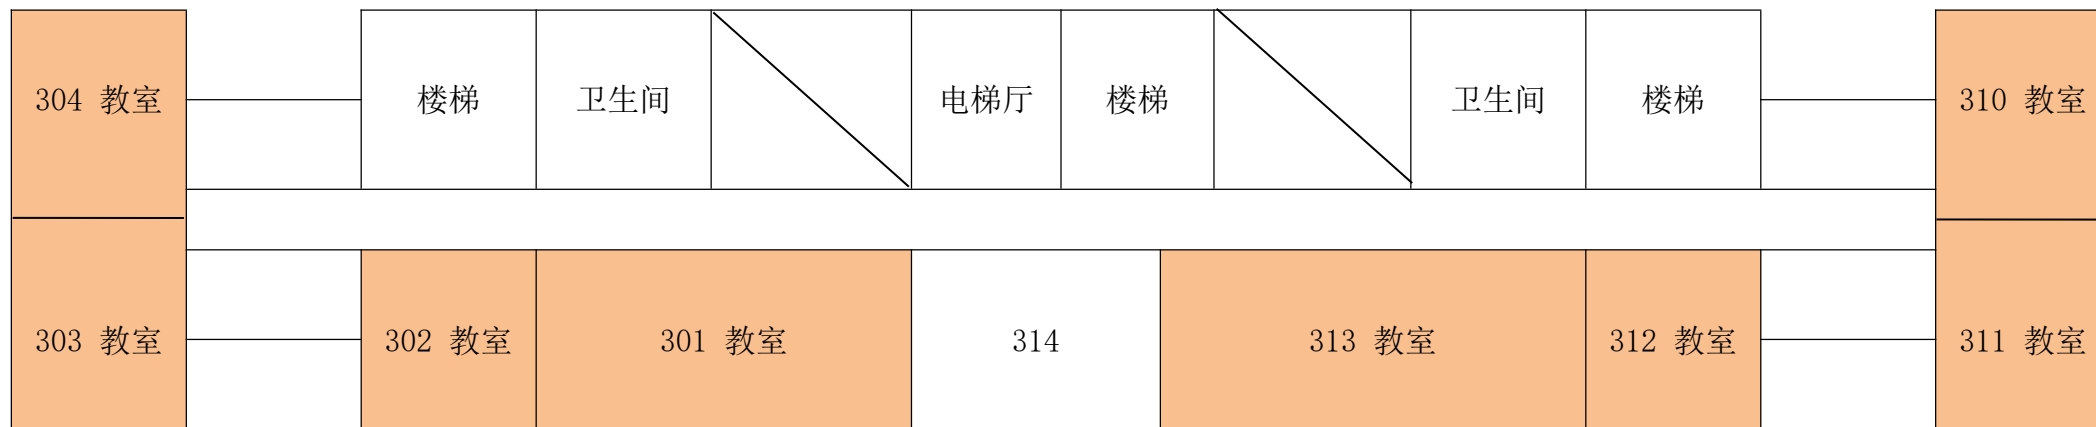 304 教室
楼梯
卫生间
电梯厅
楼梯
卫生间
楼梯
310 教室
303 教室
302 教室
301 教室
314
313 教室
312 教室
311 教室